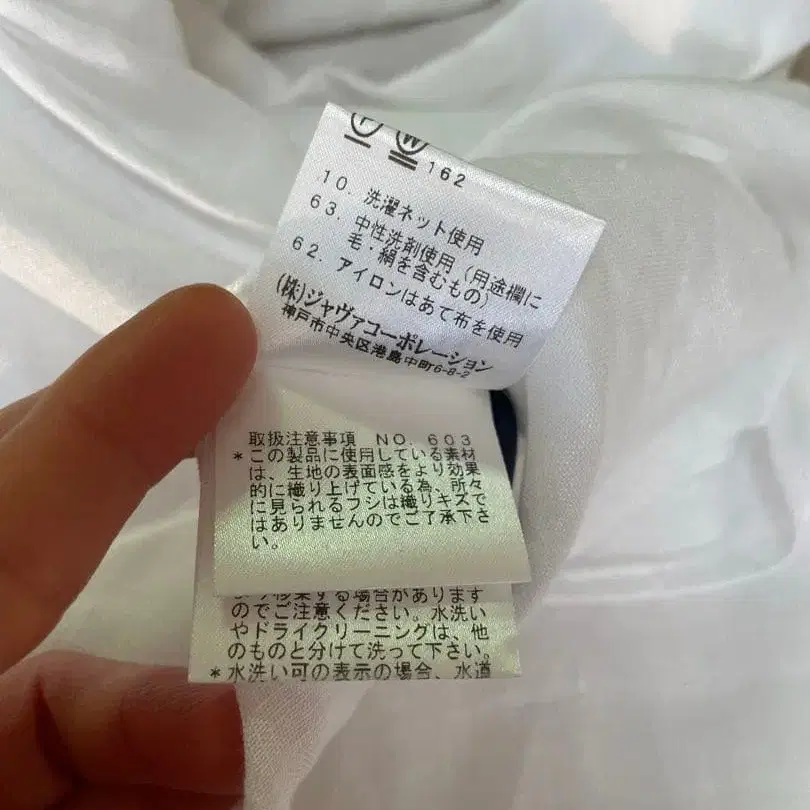 F W 162
10. 洗濯ネット使用
63. 中性洗剤使用（用途欄に
毛・絹を含むもの）
62. アイロンはあて布を使用
(株)ジャヴァコーポレーション
神戸市中央区港島中町6-8-2
取扱注意事項 NO. 603
*この製品に使用している素材
は、生地の表面感をより効果
的に織り上げている為、所々
に見られるフシは織りキズで
はありませんのでご了承下さ
い。
する場合があります
のでご注意ください。水洗い
やドライクリーニングは、他
のものと分けて洗って下さい。
*水洗い可の表示の場合、水道